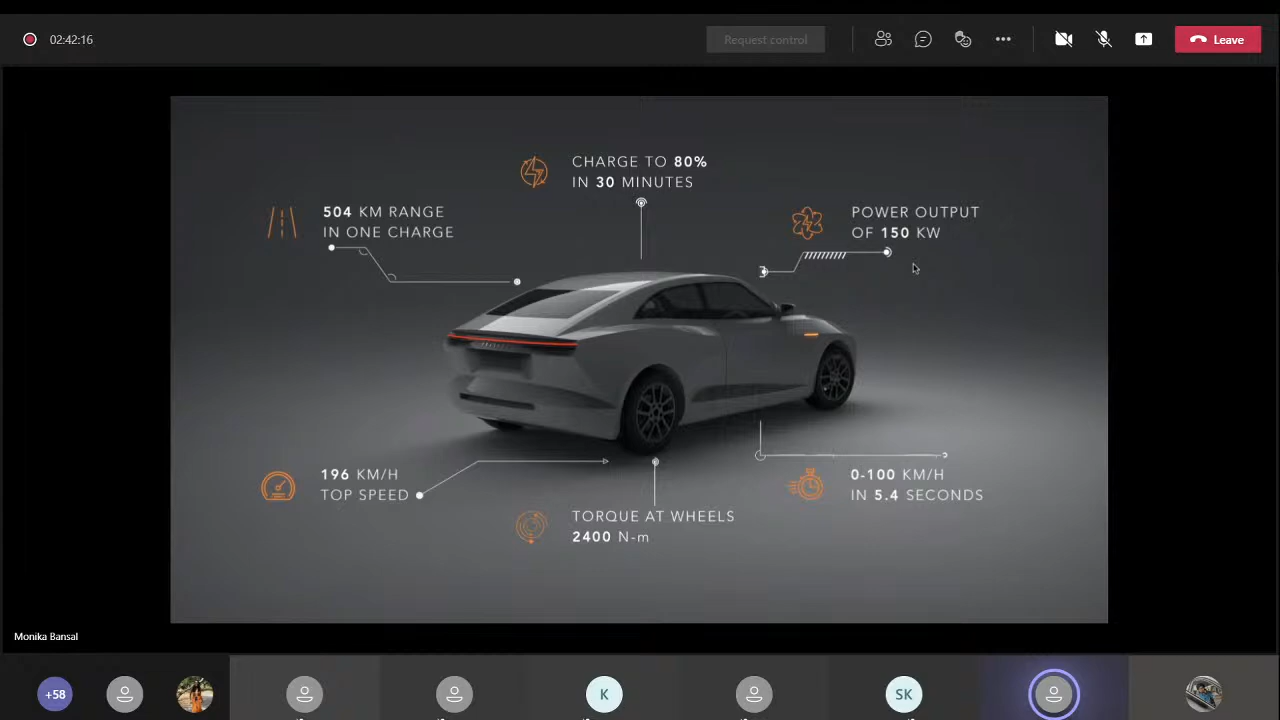 02:42:16
Request control
Leave
CHARGE TO 80%
IN 30 MINUTES
504 KM RANGE
IN ONE CHARGE
POWER OUTPUT
OF 150 KW
196 KM/H
TOP SPEED
0-100 KM/H
IN 5.4 SECONDS
TORQUE AT WHEELS
2400 N-m
Monika Bansal
+58
K
SK